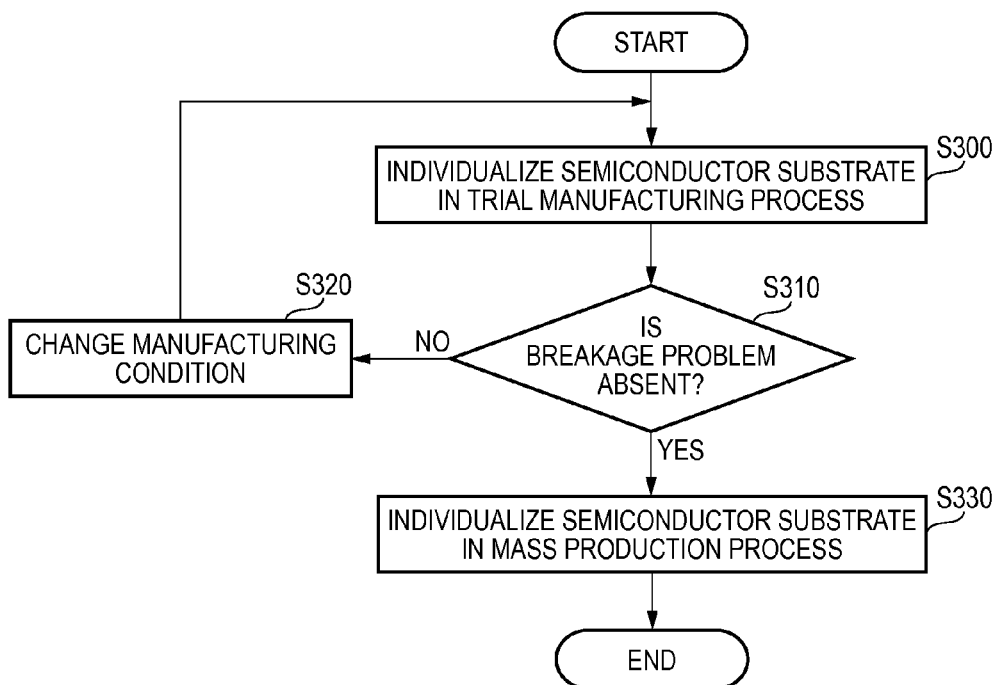 START
S300
INDIVIDUALIZE SEMICONDUCTOR SUBSTRATE
IN TRIAL MANUFACTURING PROCESS
S310
IS
BREAKAGE PROBLEM
ABSENT?
NO
S320
CHANGE MANUFACTURING
CONDITION
YES
S330
INDIVIDUALIZE SEMICONDUCTOR SUBSTRATE
IN MASS PRODUCTION PROCESS
END